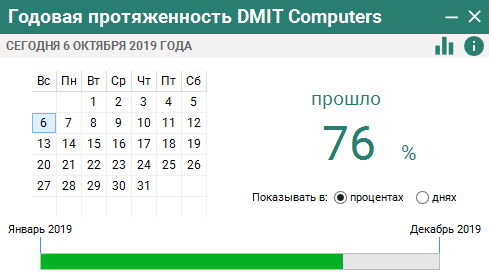 Годовая протяженность DMIT Computers
СЕГОДНЯ 6 ОКТЯБРЯ 2019 ГОДА
Вс Пн Вт Ср Чт Пт Сб
1 2 3 4 5
6 7 8 9 10 11 12
13 14 15 16 17 18 19
20 21 22 23 24 25 26
27 28 29 30 31
прошло
76 %
Показывать в: процентах днях
Январь 2019 Декабрь 2019